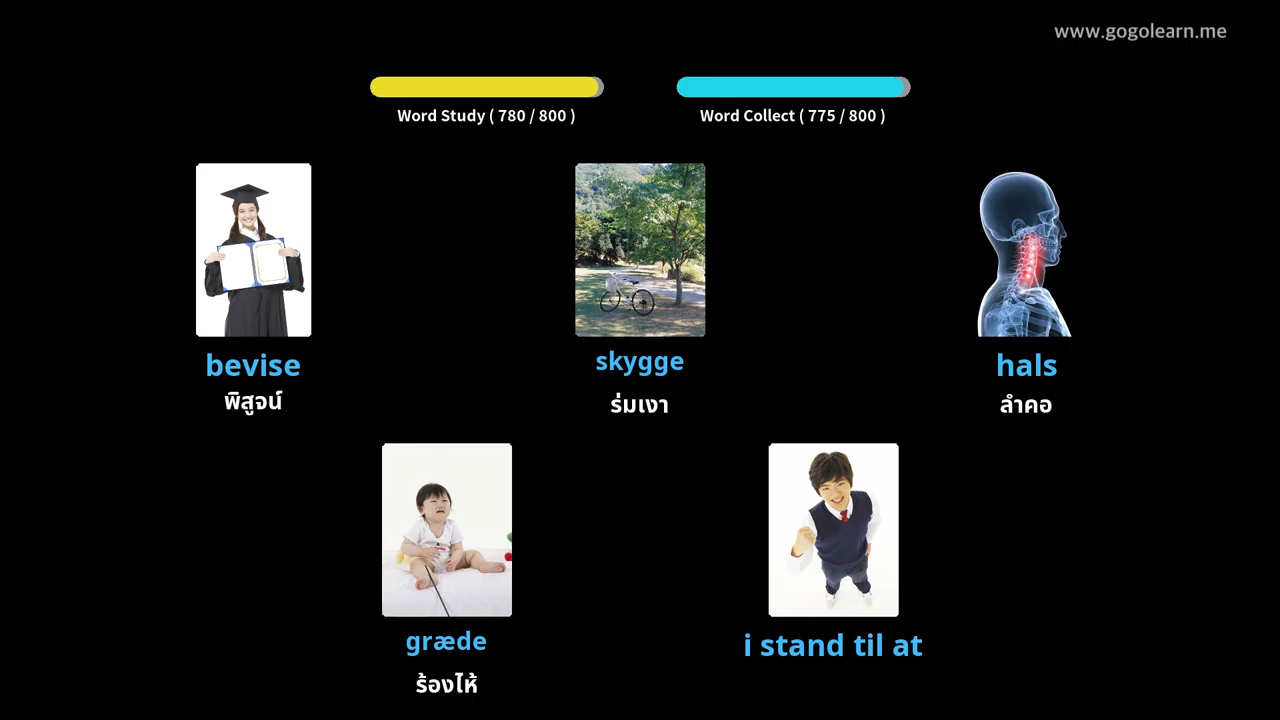 www.gogolearn.me
Word Study ( 780 / 800 )
Word Collect ( 775 / 800 )
bevise
พิสูจน์
skygge
ร่มเงา
hals
ลำคอ
græde
ร้องไห้
i stand til at